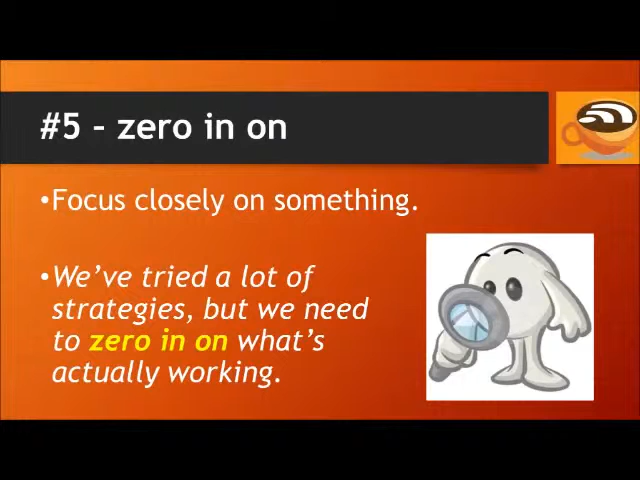 #5 – zero in on
•Focus closely on something.
•We've tried a lot of
strategies, but we need
to zero in on what's
actually working.